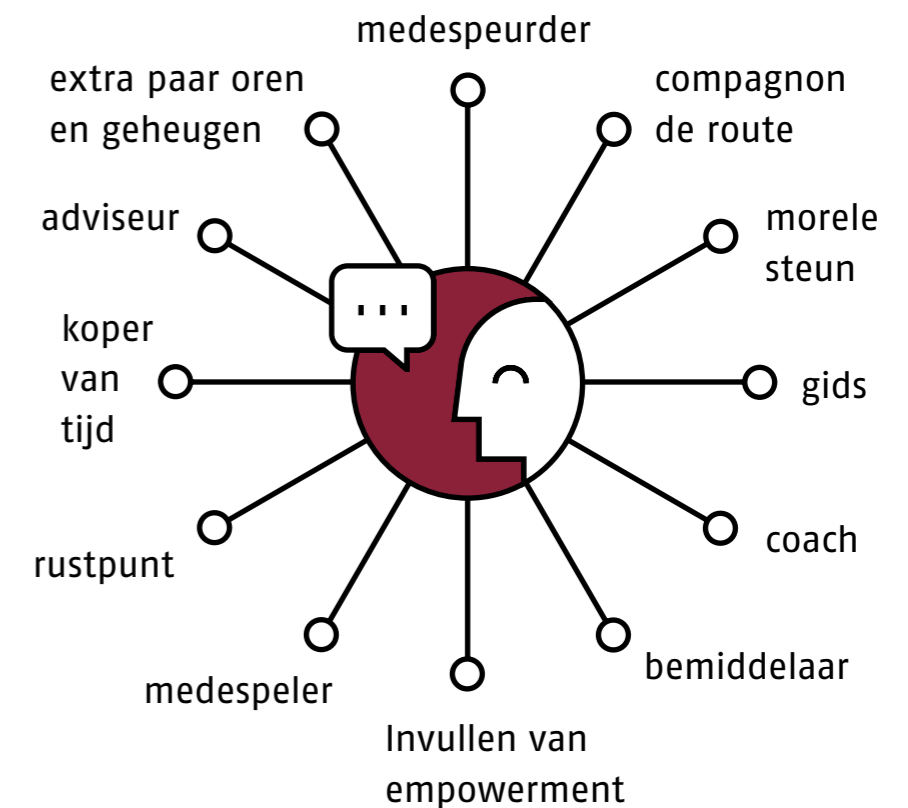 medespeurder
compagnon
de route
morele
steun
gids
coach
bemiddelaar
Invullen van
empowerment
medespeler
rustpunt
koper
van
tijd
adviseur
extra paar oren
en geheugen